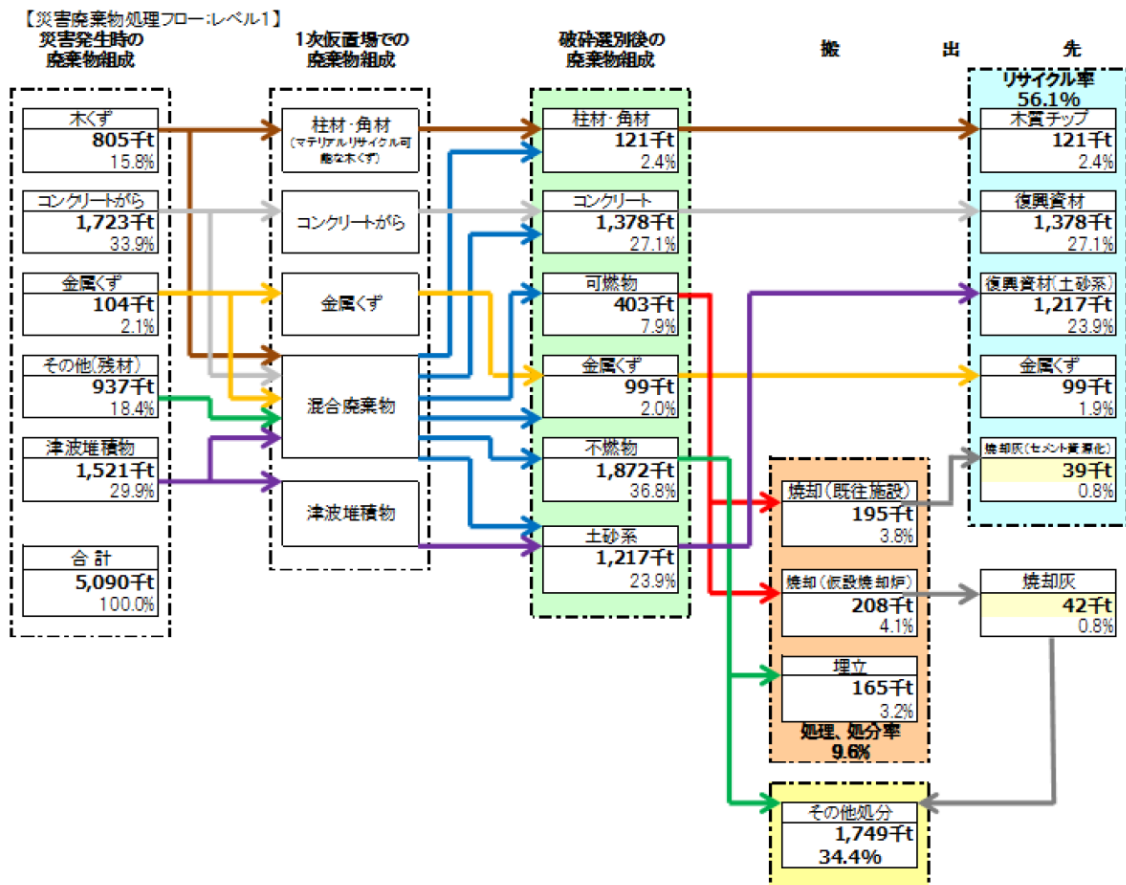 【災害廃棄物処理フロー:レベル1】
災害発生時の
廃棄物組成
木くず
805千t
15.8%
コンクリートがら
1,723千t
33.9%
金属くず
104千t
2.1%
その他(残材)
937千t
18.4%
津波堆積物
1,521千t
29.9%
合計
5,090千t
100.0%
1次仮置場での
廃棄物組成
柱材・角材
(マテリアルリサイクル可
能な木くず)
コンクリートがら
金属くず
混合廃棄物
津波堆積物
破砕選別後の
廃棄物組成
柱材・角材
121千t
2.4%
コンクリート
1,378千t
27.1%
可燃物
403千t
7.9%
金属くず
99千t
2.0%
不燃物
1,872千t
36.8%
土砂系
1,217千t
23.9%
搬 出 先
焼却(既往施設)
195千t
3.8%
焼却(仮設焼却炉)
208千t
4.1%
埋立
165千t
3.2%
処理、処分率
9.6%
その他処分
1,749千t
34.4%
リサイクル率
56.1%
木質チップ
121千t
2.4%
復興資材
1,378千t
27.1%
復興資材(土砂系)
1,217千t
23.9%
金属くず
99千t
1.9%
焼却灰(セメント資源化)
39千t
0.8%
焼却灰
42千t
0.8%